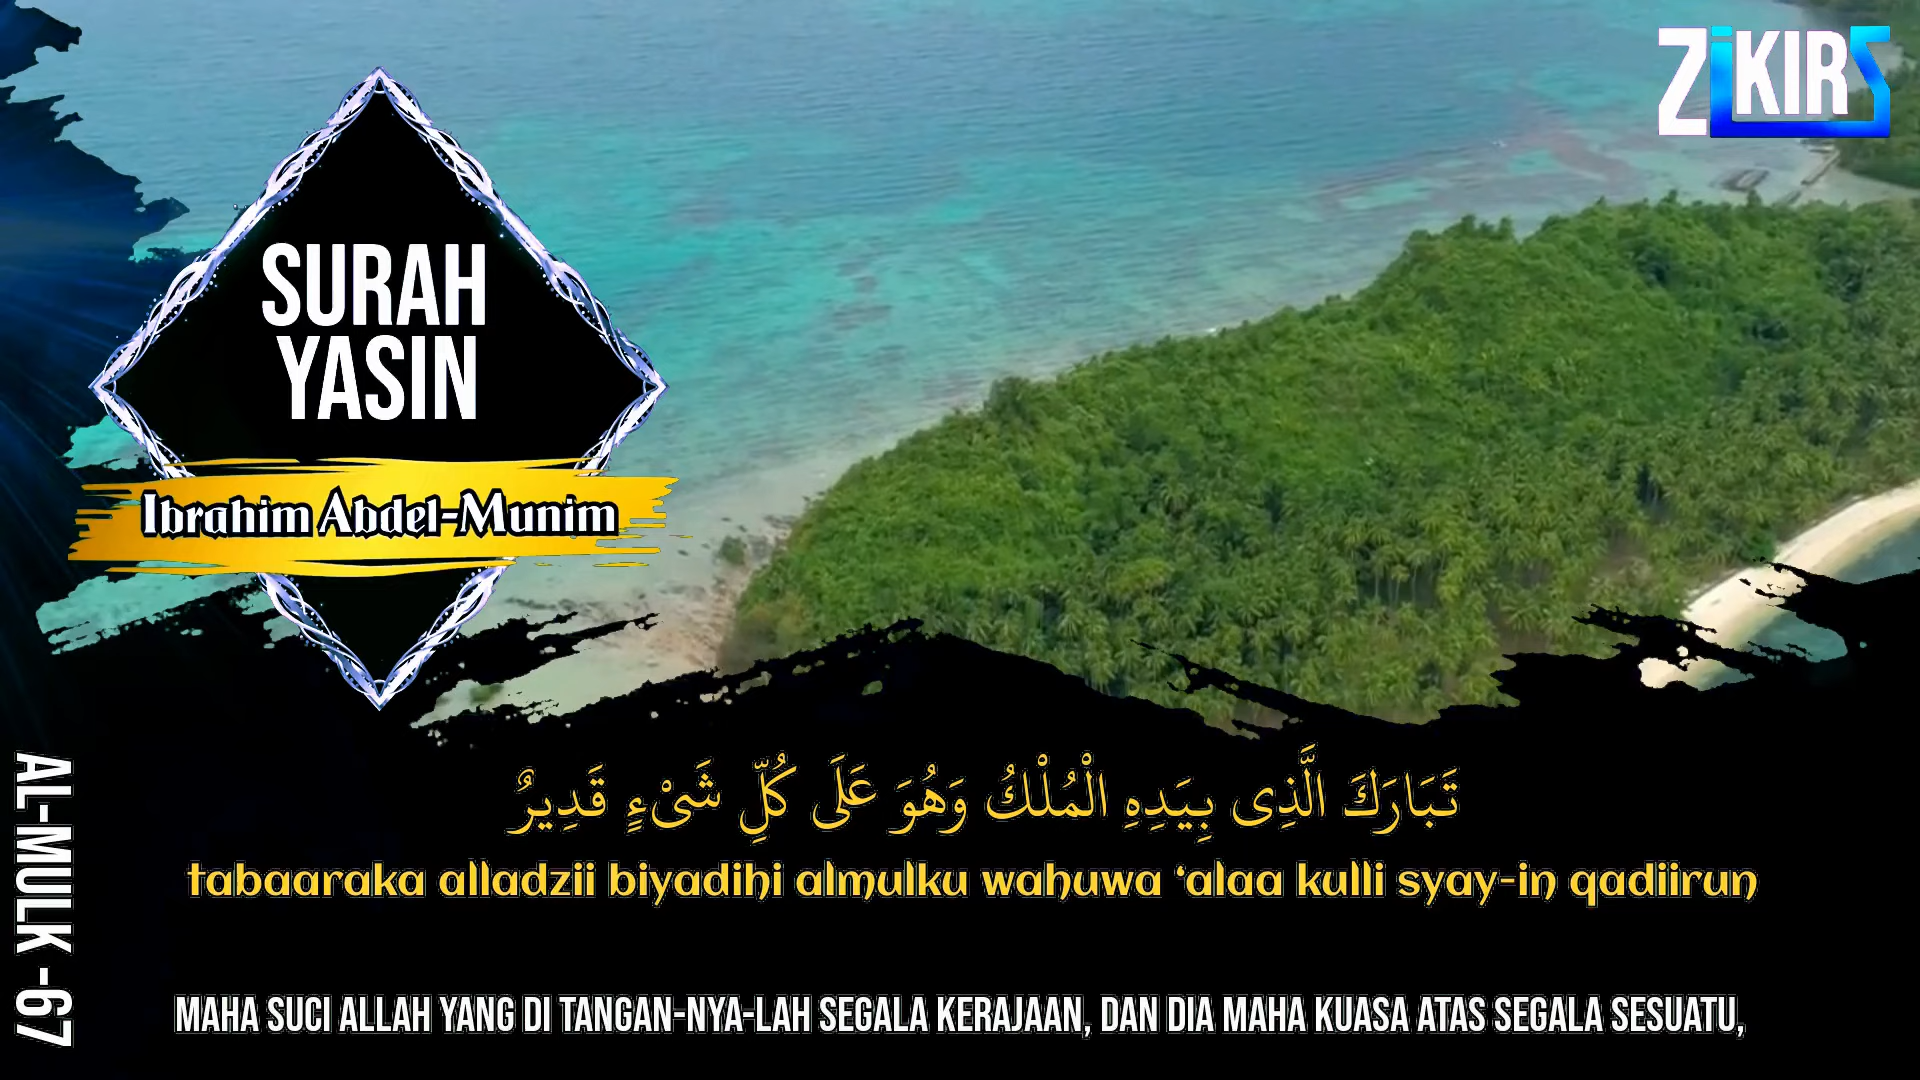 ZiKIRS
SURAH
YASIN
Ibrahim Abdel-Munim
AL-MULK -67
تَبَارَكَ الَّذِى بِيَدِهِ الْمُلْكُ وَهُوَ عَلَى كُلِّ شَىْءٍ قَدِيرٌ
tabaaraka alladzii biyadihi almulku wahuwa ‘alaa kulli syay-in qadiirun
MAHA SUCI ALLAH YANG DI TANGAN-NYA-LAH SEGALA KERAJAAN, DAN DIA MAHA KUASA ATAS SEGALA SESUATU,